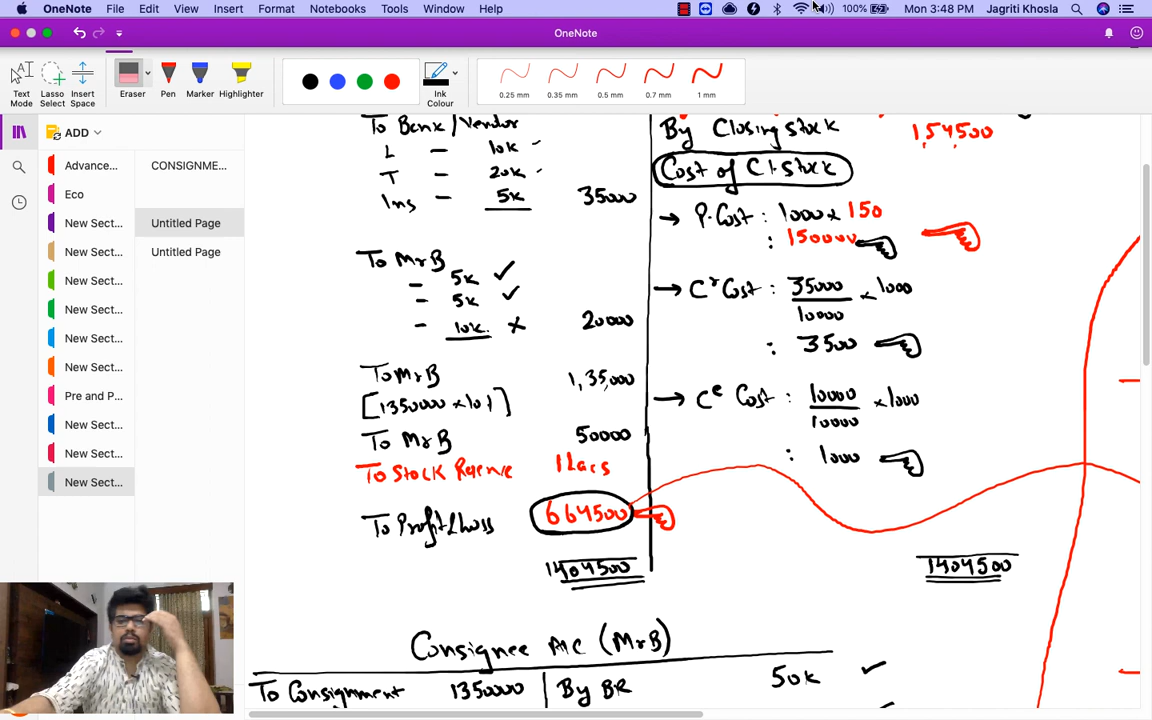 OneNote File Edit View Insert Format Notebooks Tools Window Help 100% Mon 3:48 PM Jagriti Khosla
OneNote
Text Mode
Lasso Select
Insert Space
Eraser
Pen
Marker
Highlighter
Ink Colour
0.25 mm
0.35 mm
0.5 mm
0.7 mm
1 mm
ADD
Advance...
Eco
New Sect...
New Sect...
New Sect...
New Sect...
New Sect...
New Sect...
Pre and P...
New Sect...
New Sect...
New Sect...
CONSIGNME...
Untitled Page
Untitled Page
To Bank/Vendor
L - 10k -
T - 20k -
Ins - 5k 35000
To Mr B
- 5k ✓
- 5k ✓
- 10k. × 20000
To Mr B 1,35,000
[1350000 × 10%]
To Mr B 50000
To Stock Reserve 1 Lacs
To Profit & Loss 664500
1404500
By Closing stock 1,54,500
Cost of Cl. stock
→ P. Cost : 1000 × 150
: 150000
→ Cʳ Cost : 35000/10000 × 1000
: 3500
→ Cᵉ Cost : 10000/10000 × 1000
: 1000
1404500
Consignee A/C (Mr B)
To Consignment 1350000 By BR 50k ✓